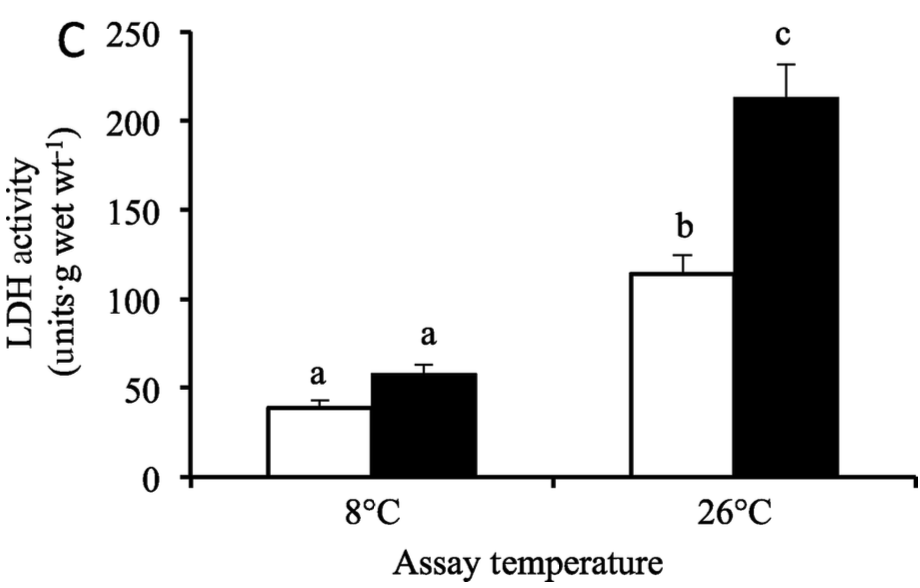 C
250
200
150
100
50
0
LDH activity
(units·g wet wt-1)
a
a
b
c
8°C
26°C
Assay temperature